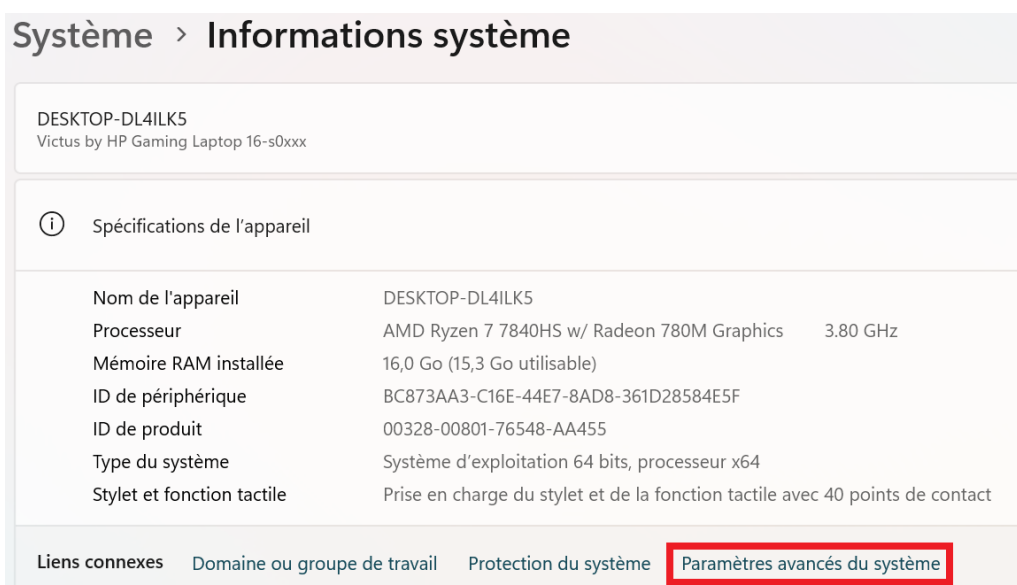 Système > Informations système
DESKTOP-DL4ILK5
Victus by HP Gaming Laptop 16-s0xxx
Spécifications de l’appareil
Nom de l'appareil DESKTOP-DL4ILK5
Processeur AMD Ryzen 7 7840HS w/ Radeon 780M Graphics 3.80 GHz
Mémoire RAM installée 16,0 Go (15,3 Go utilisable)
ID de périphérique BC873AA3-C16E-44E7-8AD8-361D28584E5F
ID de produit 00328-00801-76548-AA455
Type du système Système d’exploitation 64 bits, processeur x64
Stylet et fonction tactile Prise en charge du stylet et de la fonction tactile avec 40 points de contact
Liens connexes Domaine ou groupe de travail Protection du système Paramètres avancés du système